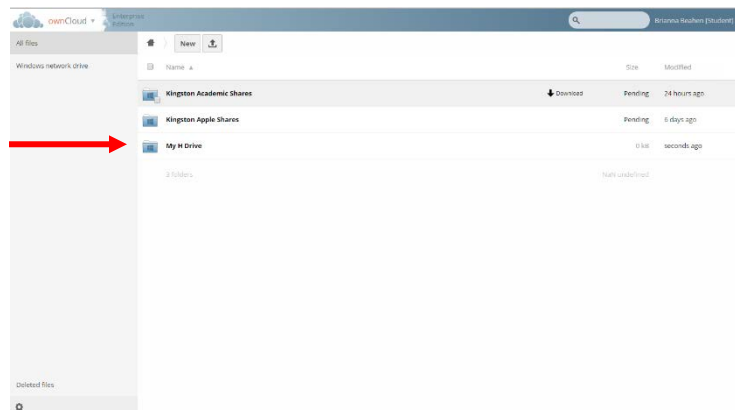 ownCloud Enterprise Edition Brianna Beahen (Student)
All files New
Windows network drive Name Size Modified
Kingston Academic Shares Download Pending 24 hours ago
Kingston Apple Shares Pending 6 days ago
My H Drive 0 kB seconds ago
3 folders NaN undefined
Deleted files